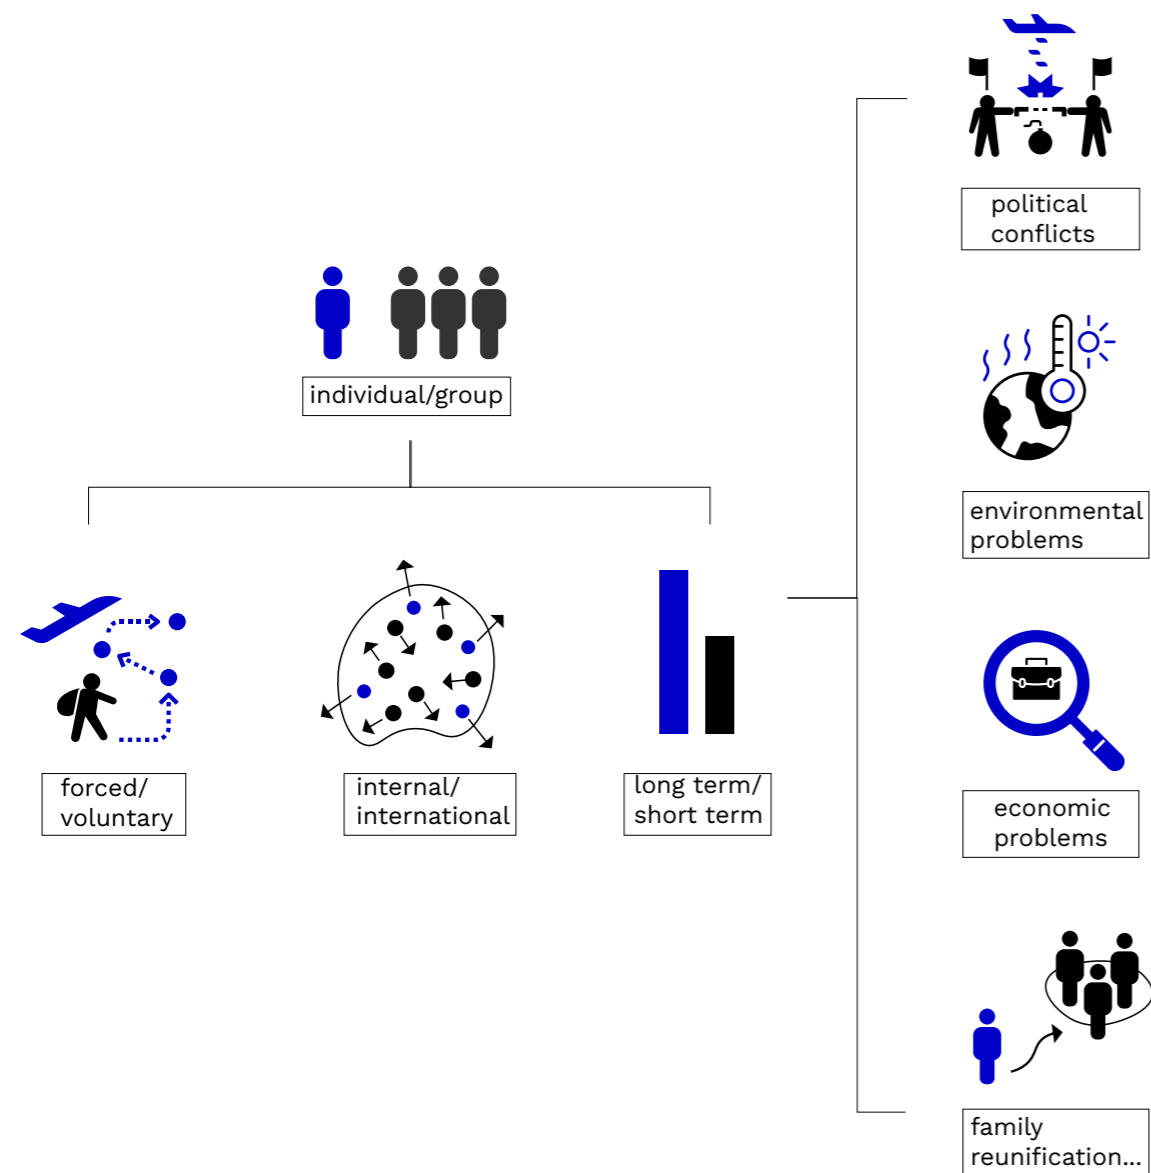 individual/group
forced/
voluntary
internal/
international
long term/
short term
political
conflicts
environmental
problems
economic
problems
family
reunification...